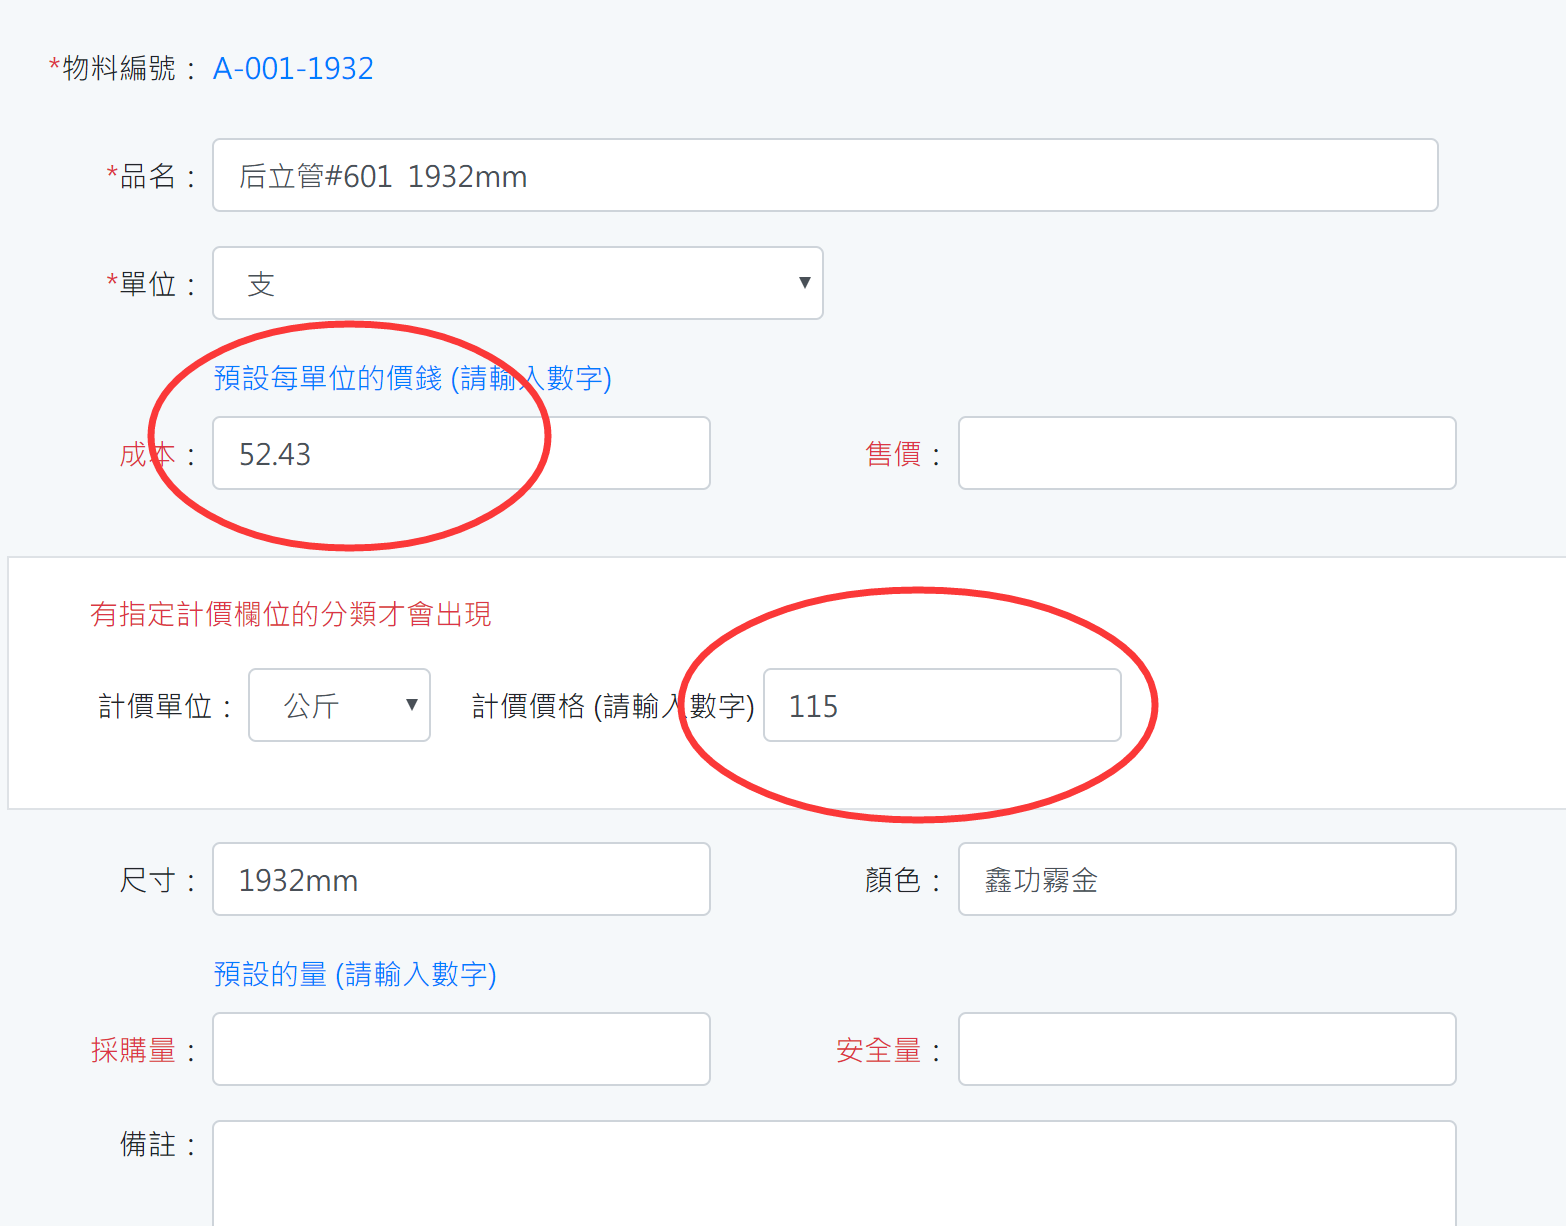 *物料編號： A-001-1932
*品名： 后立管#601 1932mm
*單位： 支
預設每單位的價錢 (請輸入數字)
成本： 52.43 售價：
有指定計價欄位的分類才會出現
計價單位： 公斤 計價價格 (請輸入數字) 115
尺寸： 1932mm 顏色： 鑫功霧金
預設的量 (請輸入數字)
採購量： 安全量：
備註：